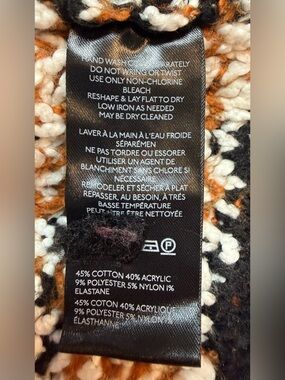 HAND WASH COLD SEPARATELY
DO NOT WRING OR TWIST
USE ONLY NON-CHLORINE
BLEACH
RESHAPE & LAY FLAT TO DRY
LOW IRON AS NEEDED
MAY BE DRY CLEANED
LAVER À LA MAIN À L'EAU FROIDE
SÉPARÉMEN
NE PAS TORDRE OU ESSORER
UTILISER UN AGENT DE
BLANCHIMENT SANS CHLORE SI
NÉCESSAIRE
REMODELER ET SÉCHER À PLAT
REPASSER, AU BESOIN, À TRÈS
BASSE TEMPÉRATURE
PEUT ÊTRE NETTOYÉE
P
45% COTTON 40% ACRYLIC
9% POLYESTER 5% NYLON 1%
ELASTANE
45% COTON 40% ACRYLIQUE
9% POLYESTER 5% NYLON 1%
ÉLASTHANNE